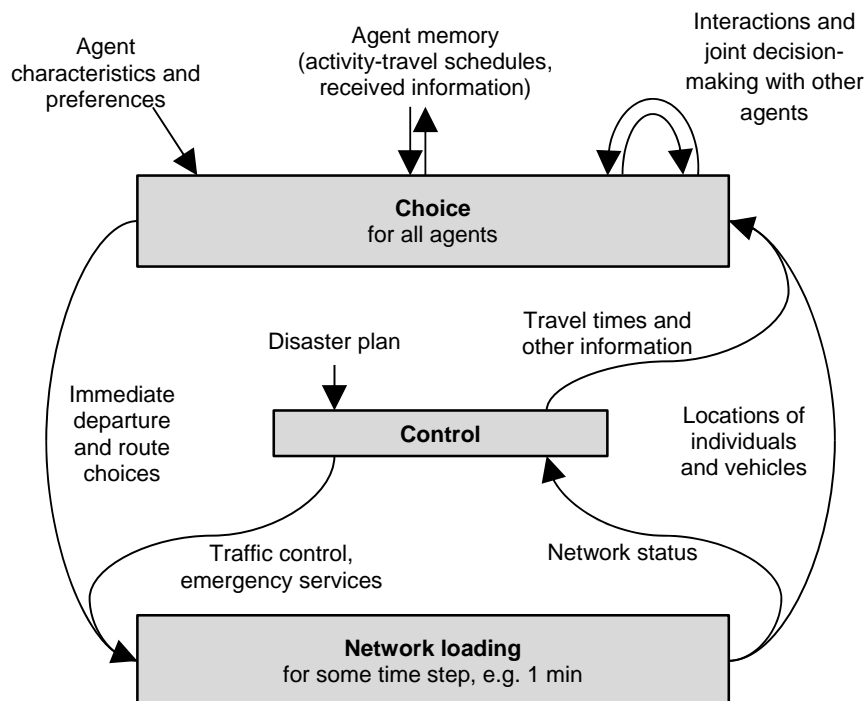 Agent
characteristics and
preferences
Agent memory
(activity-travel schedules,
received information)
Interactions and
joint decision-
making with other
agents
Choice
for all agents
Travel times and
other information
Disaster plan
Immediate
departure
and route
choices
Control
Locations of
individuals
and vehicles
Traffic control,
emergency services
Network status
Network loading
for some time step, e.g. 1 min